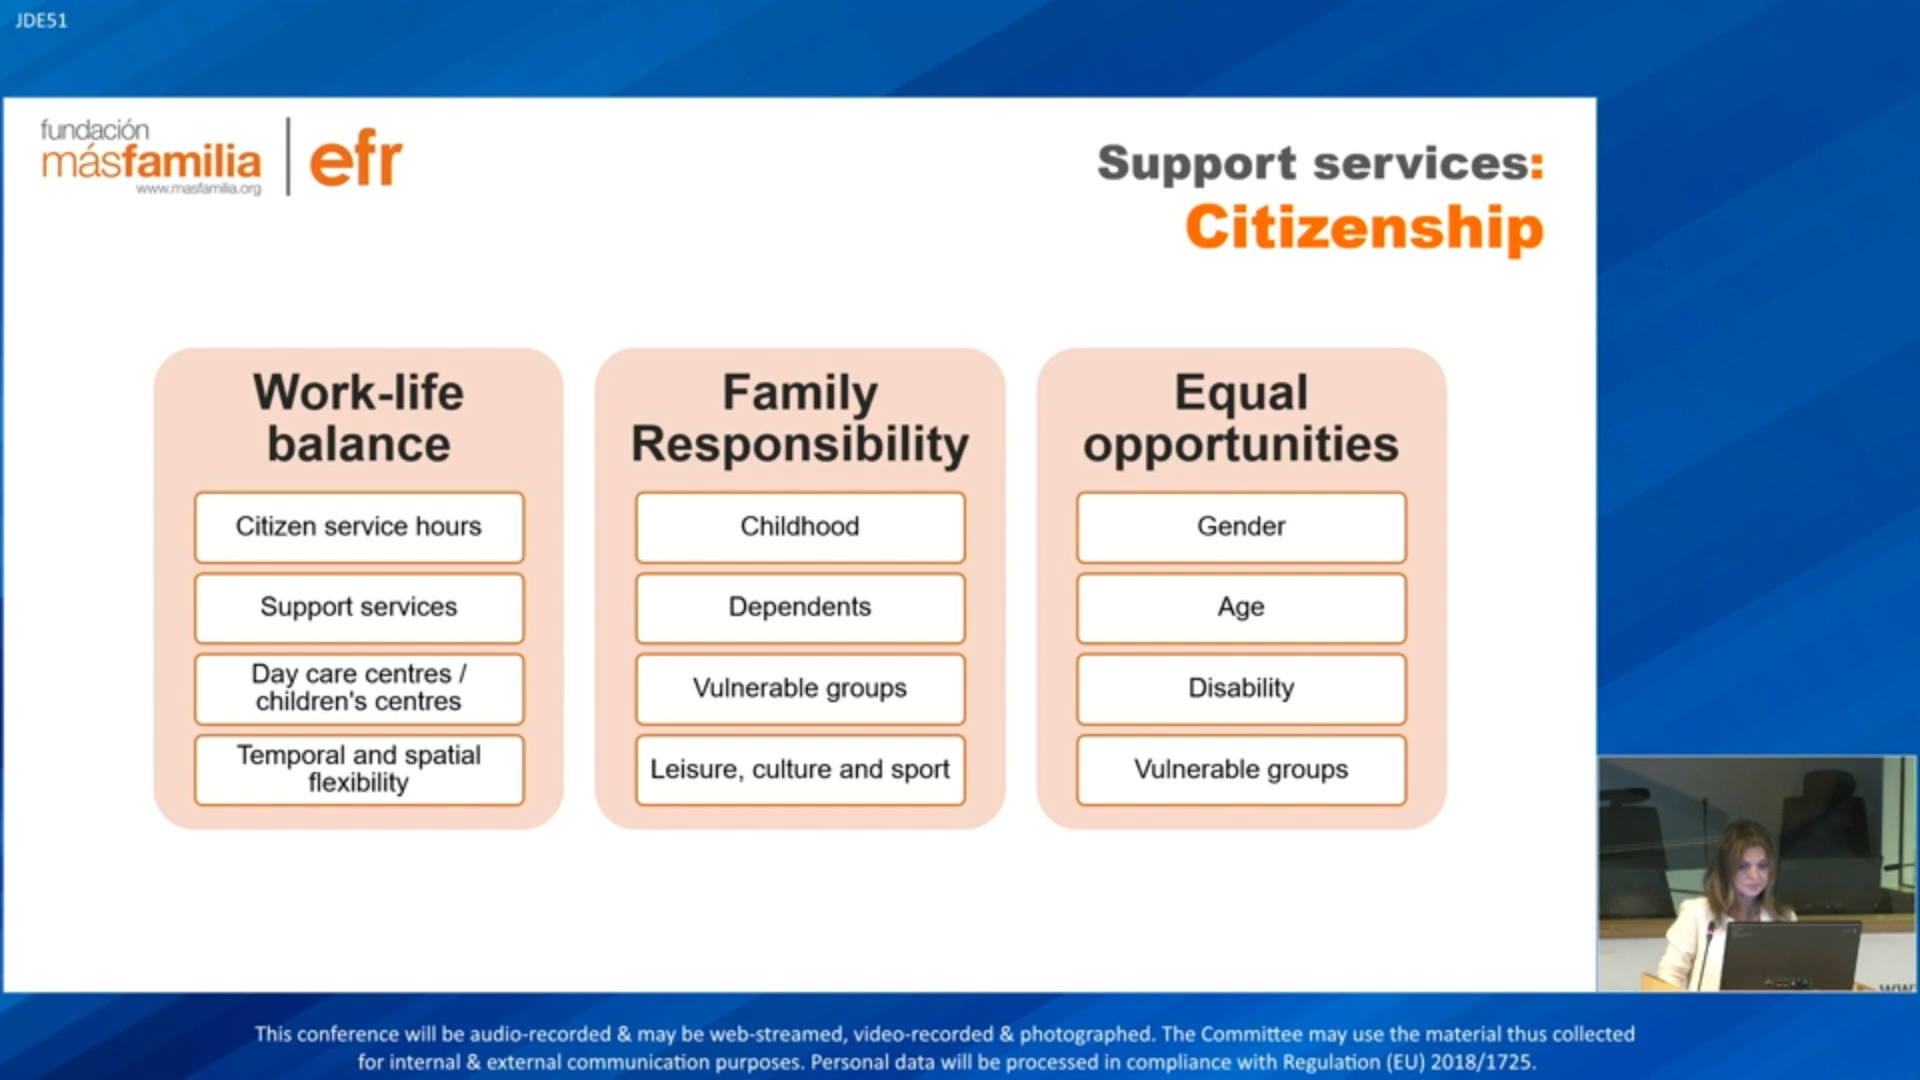 JDE51
fundación
másfamilia
www.masfamilia.org
efr
Support services:
Citizenship
Work-life
balance
Citizen service hours
Support services
Day care centres /
children's centres
Temporal and spatial
flexibility
Family
Responsibility
Childhood
Dependents
Vulnerable groups
Leisure, culture and sport
Equal
opportunities
Gender
Age
Disability
Vulnerable groups
This conference will be audio-recorded & may be web-streamed, video-recorded & photographed. The Committee may use the material thus collected
for internal & external communication purposes. Personal data will be processed in compliance with Regulation (EU) 2018/1725.